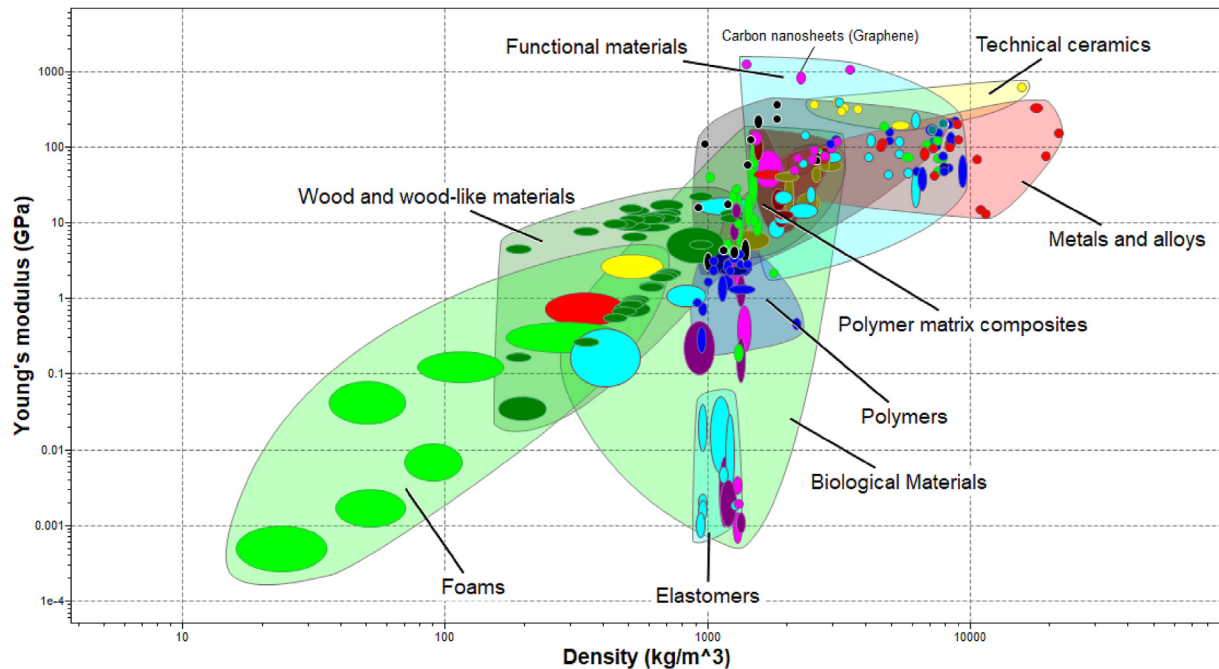 Functional materials
Carbon nanosheets (Graphene)
Technical ceramics
Wood and wood-like materials
Metals and alloys
Polymer matrix composites
Polymers
Biological Materials
Elastomers
Foams
Young's modulus (GPa)
1000
100
10
1
0.1
0.01
0.001
1e-4
10
100
1000
10000
Density (kg/m^3)